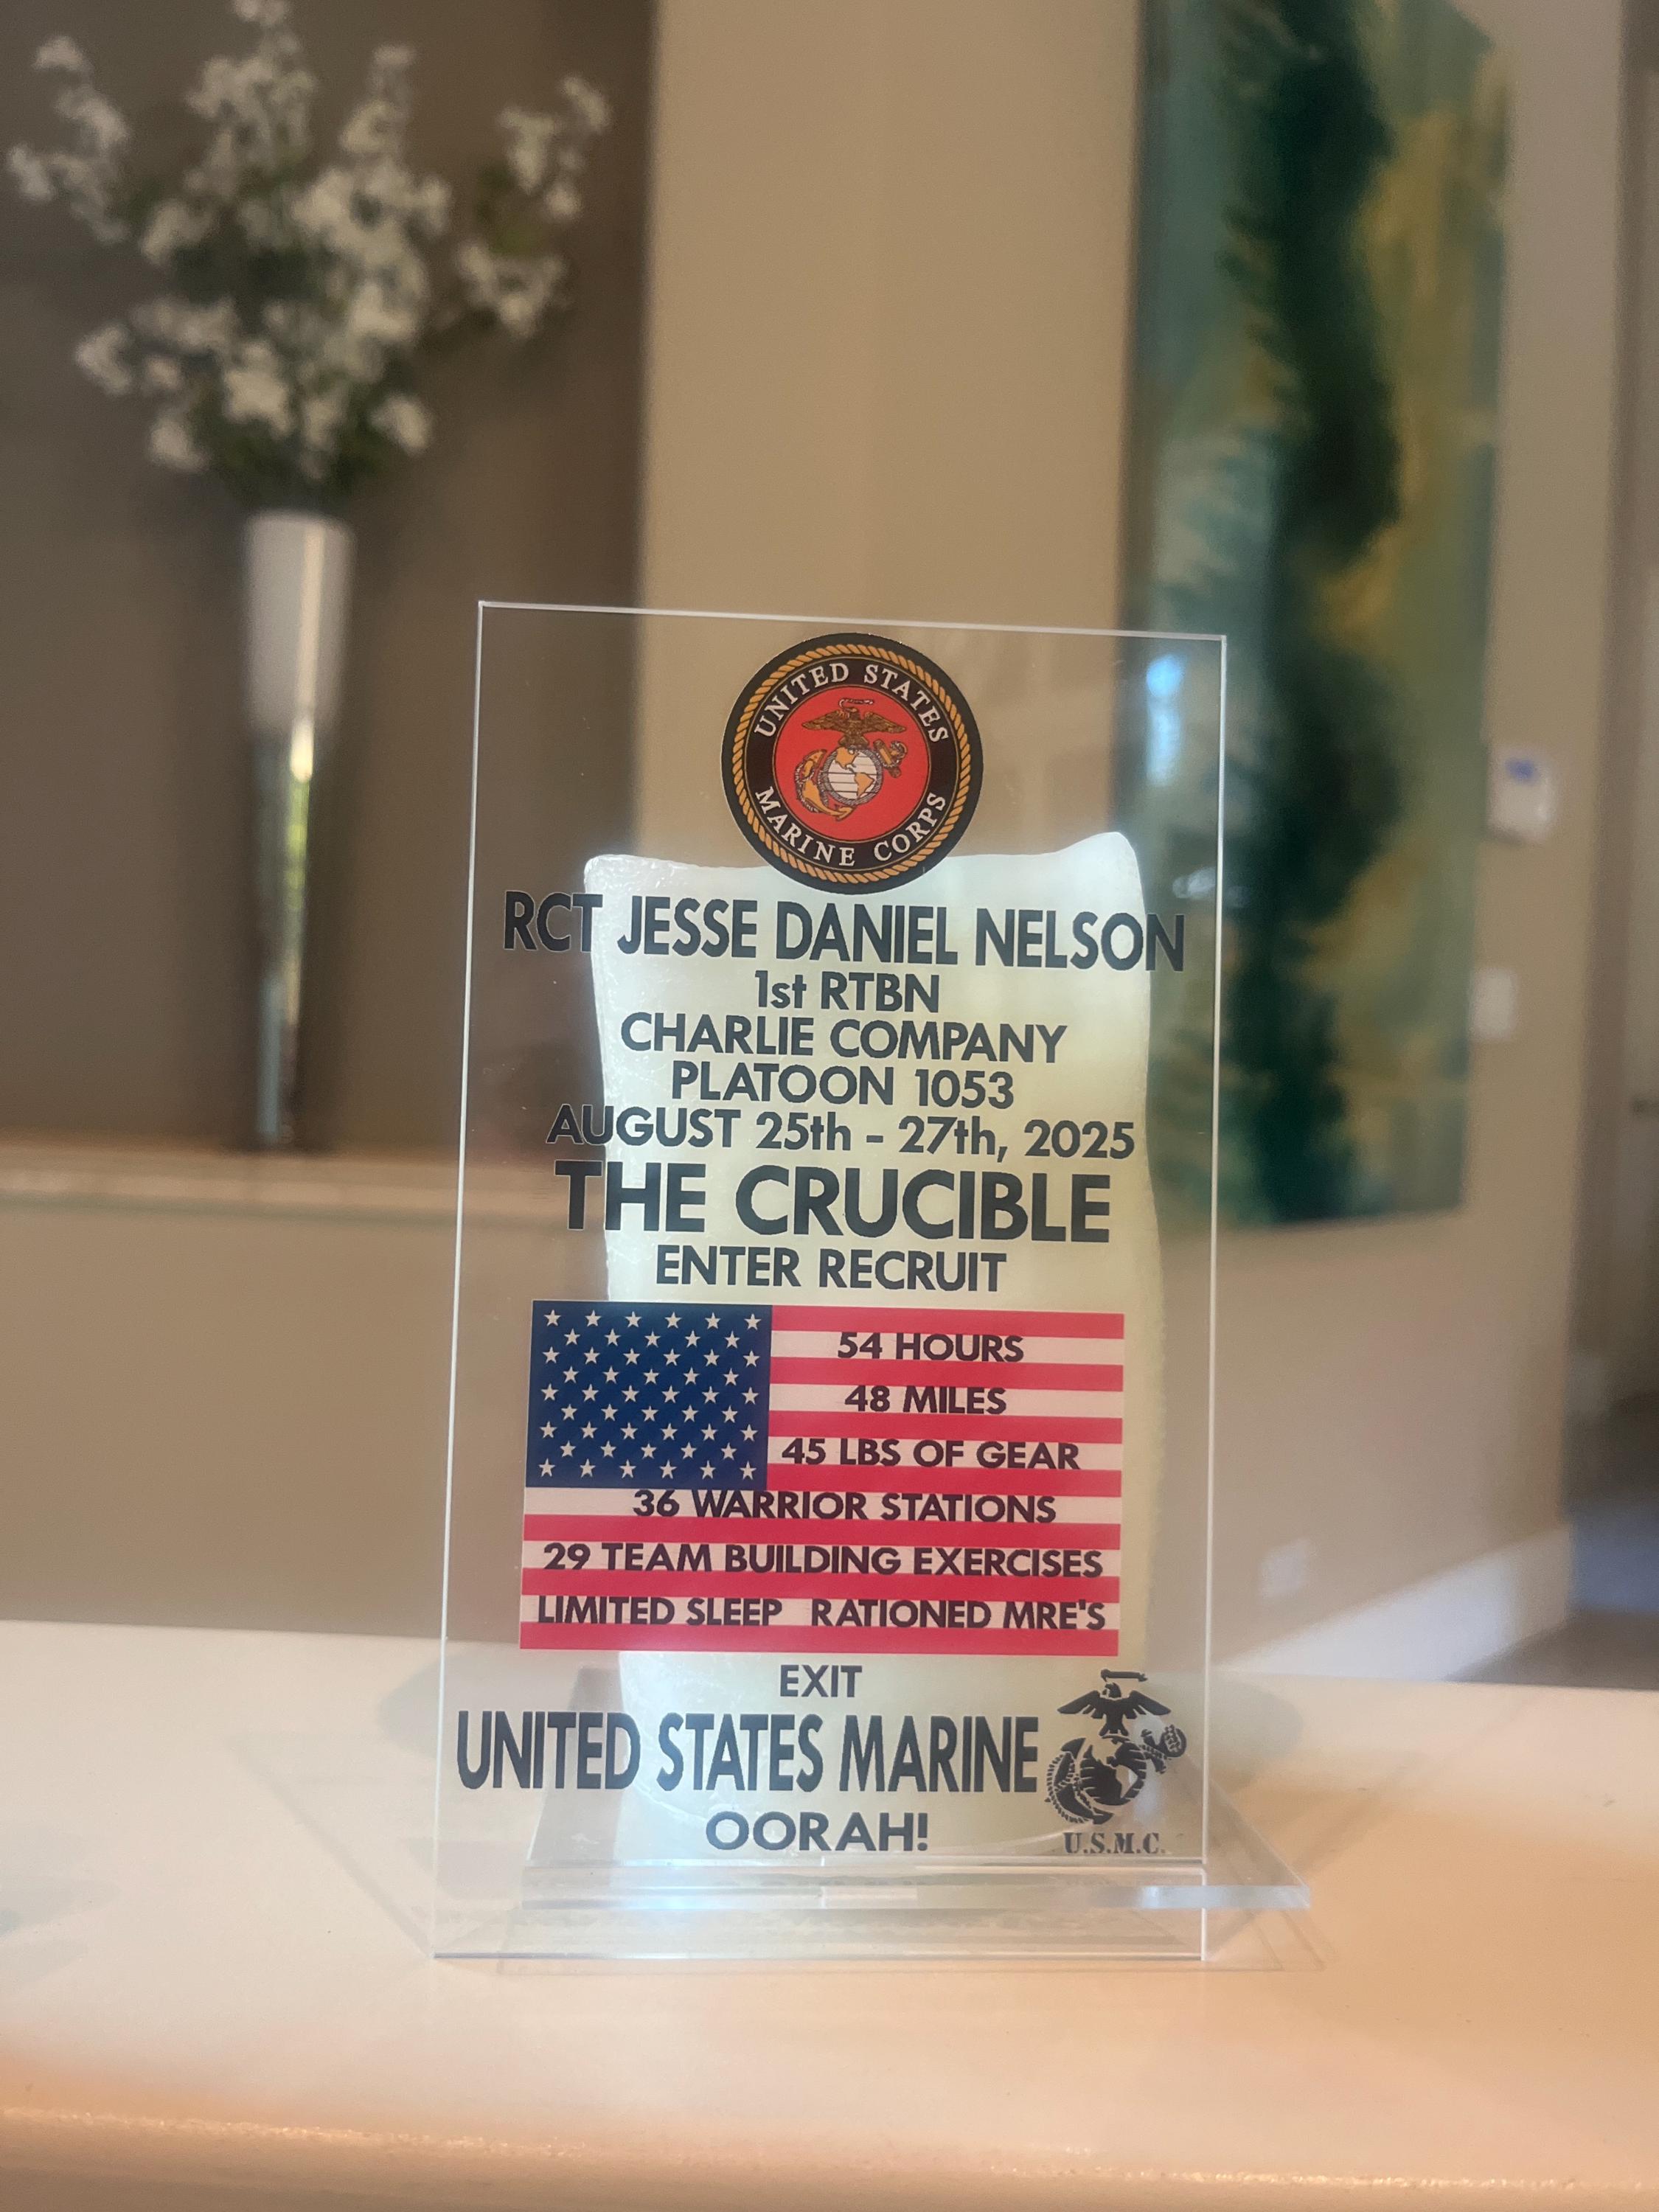 UNITED STATES
MARINE CORPS
RCT JESSE DANIEL NELSON
1st RTBN
CHARLIE COMPANY
PLATOON 1053
AUGUST 25th - 27th, 2025
THE CRUCIBLE
ENTER RECRUIT
54 HOURS
48 MILES
45 LBS OF GEAR
36 WARRIOR STATIONS
29 TEAM BUILDING EXERCISES
LIMITED SLEEP RATIONED MRE'S
EXIT
UNITED STATES MARINE
OORAH!
U.S.M.C.